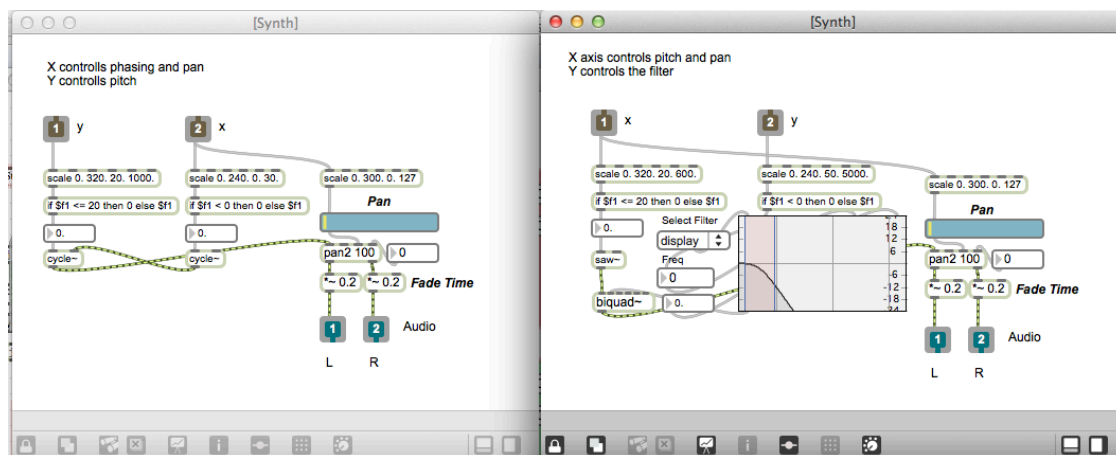 [Synth]
X controlls phasing and pan
Y controlls pitch
1 y
2 x
scale 0. 320. 20. 1000.
scale 0. 240. 0. 30.
scale 0. 300. 0. 127
if $f1 <= 20 then 0 else $f1
if $f1 < 0 then 0 else $f1
Pan
0.
0.
cycle~
cycle~
pan2 100
0
*~ 0.2
*~ 0.2
Fade Time
1
2
Audio
L
R
[Synth]
X axis controls pitch and pan
Y controls the filter
1 x
2 y
scale 0. 320. 20. 600.
scale 0. 240. 50. 5000.
scale 0. 300. 0. 127
if $f1 <= 20 then 0 else $f1
if $f1 < 0 then 0 else $f1
Pan
0.
Select Filter
display
18
12
6
-6
-12
-18
24
saw~
Freq
0
pan2 100
0
biquad~
0.
*~ 0.2
*~ 0.2
Fade Time
1
2
Audio
L
R